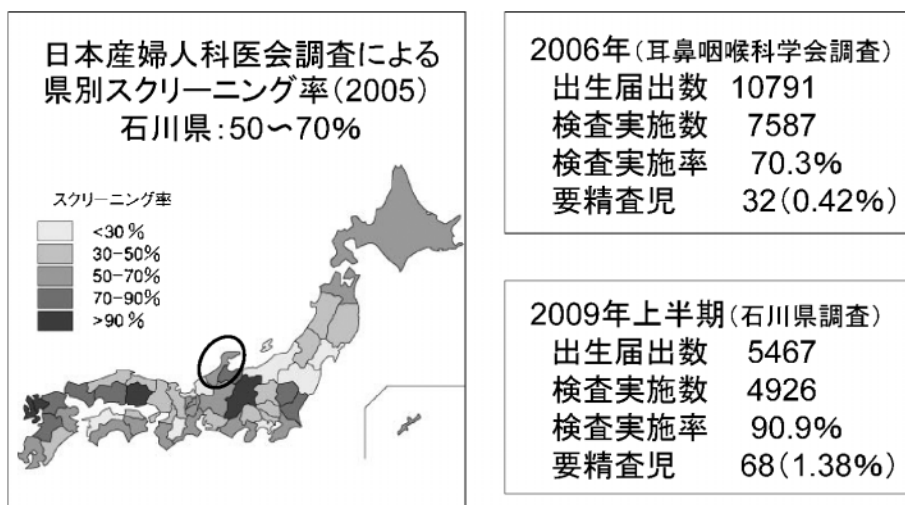 日本産婦人科医会調査による
県別スクリーニング率(2005)
石川県:50〜70%
スクリーニング率
<30%
30-50%
50-70%
70-90%
>90%
2006年(耳鼻咽喉科学会調査)
出生届出数 10791
検査実施数 7587
検査実施率 70.3%
要精査児 32(0.42%)
2009年上半期(石川県調査)
出生届出数 5467
検査実施数 4926
検査実施率 90.9%
要精査児 68(1.38%)